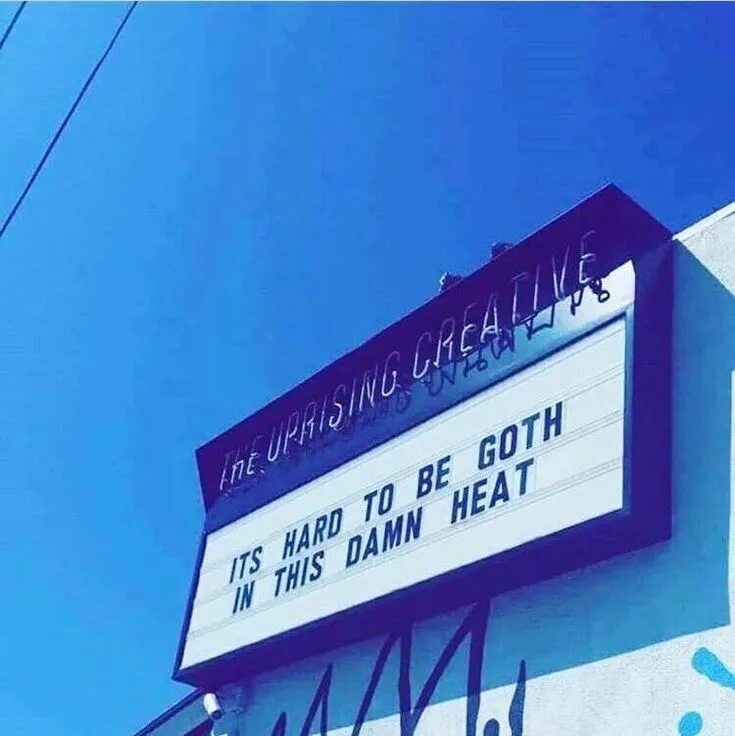 THE UPRISING CREATIVE
ITS HARD TO BE GOTH
IN THIS DAMN HEAT